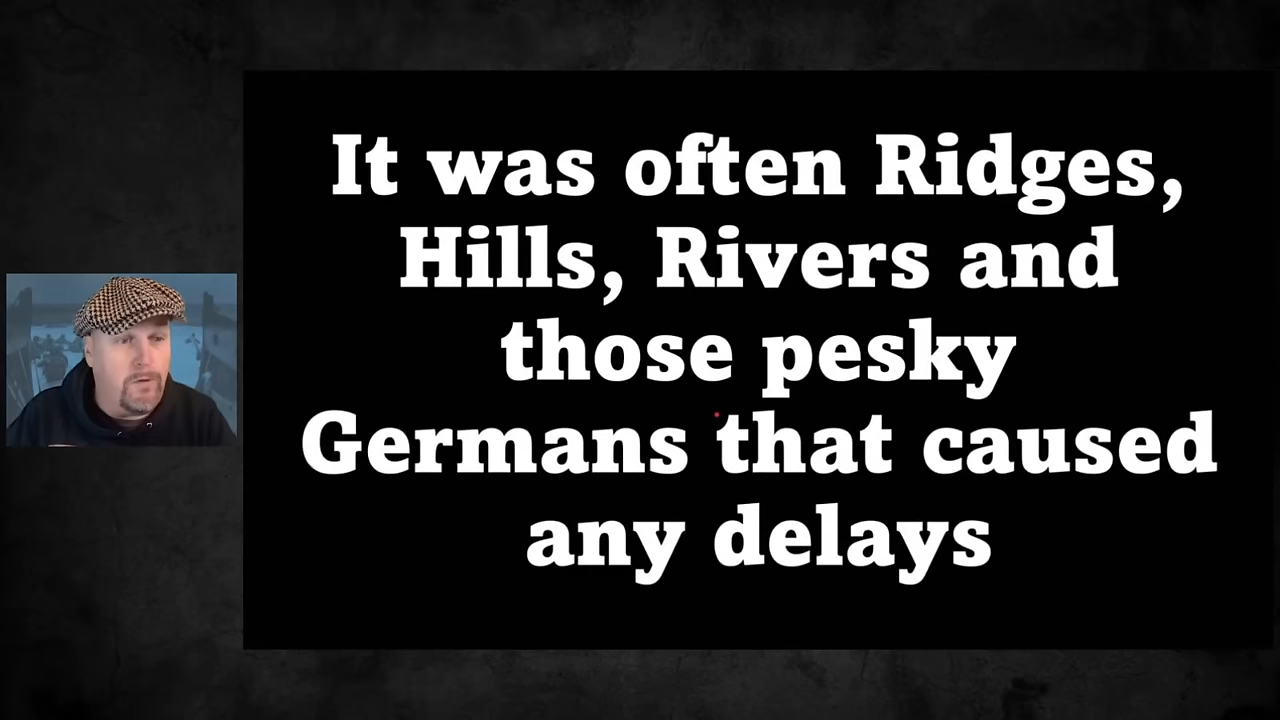 It was often Ridges,
Hills, Rivers and
those pesky
Germans that caused
any delays